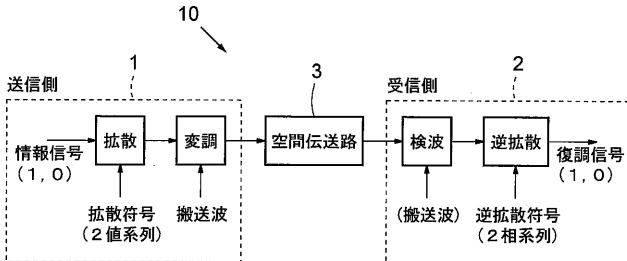 10
送信側
1
3
受信側
2
拡散
変調
空間伝送路
検波
逆拡散
情報信号
(1,0)
復調信号
(1,0)
拡散符号
(2値系列)
搬送波
(搬送波)
逆拡散符号
(2相系列)